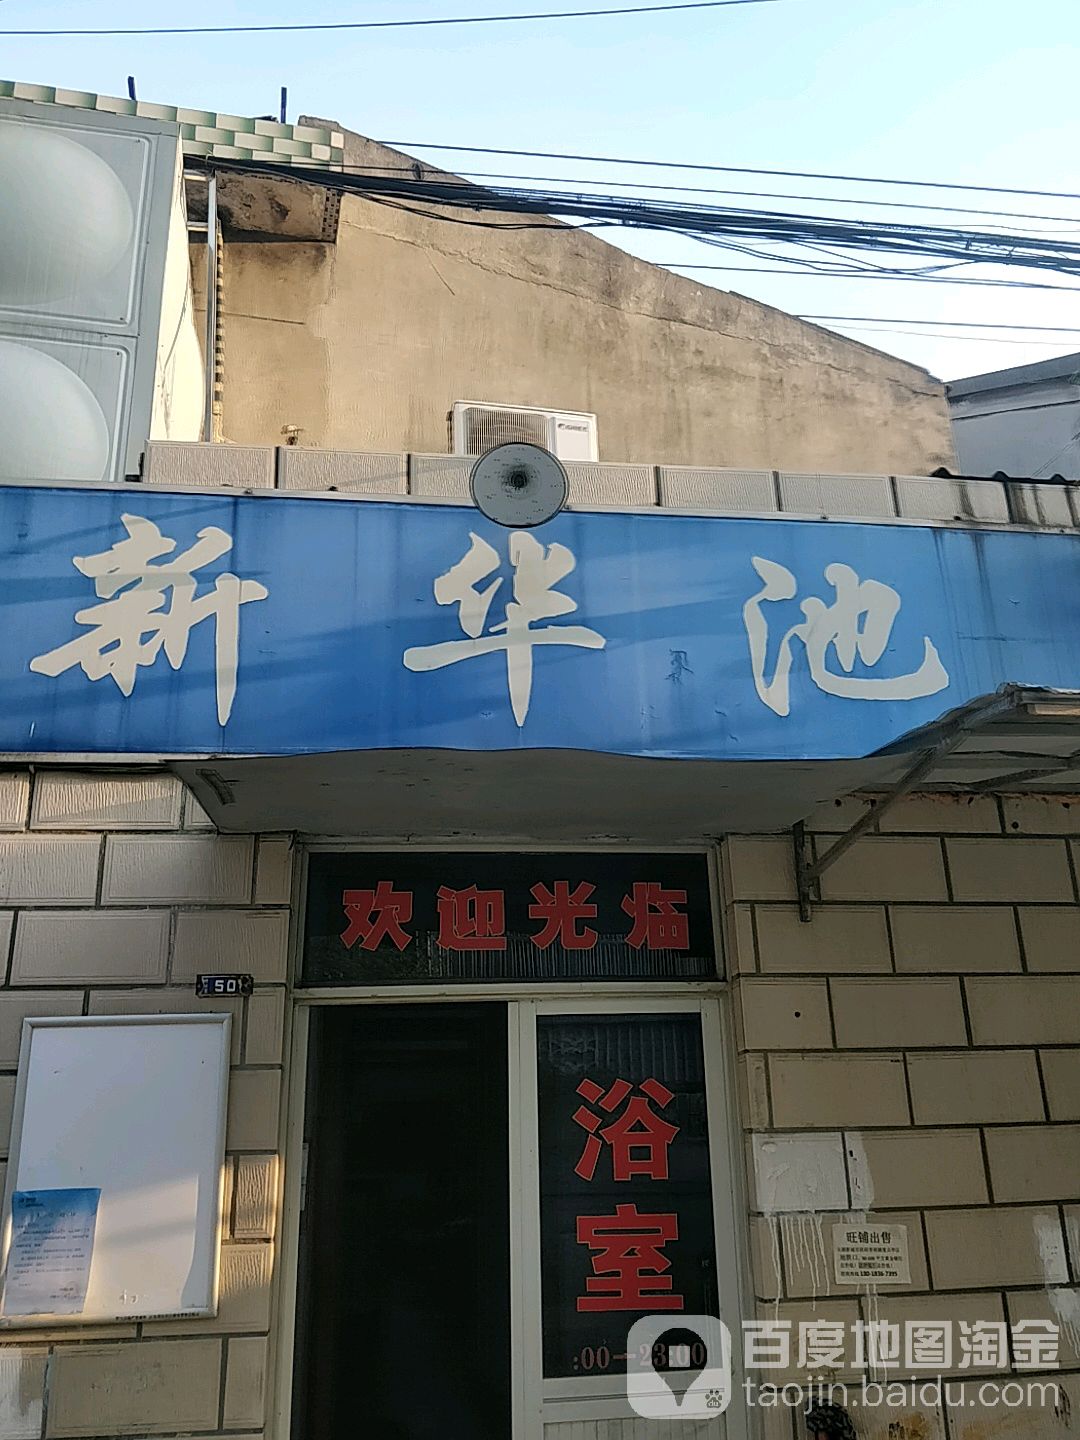 新华池
欢迎光临
50
浴室
:00—23:00
旺铺出售
百度地图淘金
taojin.baidu.com